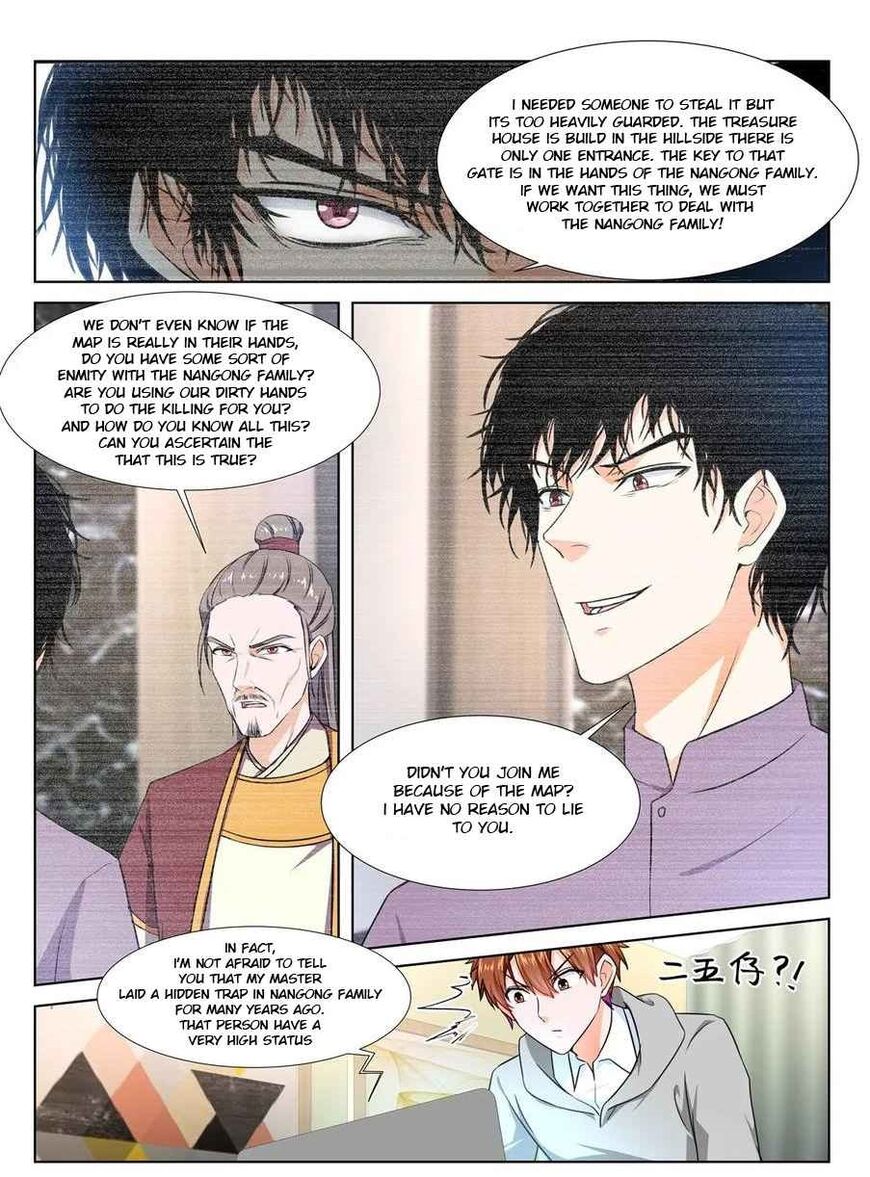 I NEEDED SOMEONE TO STEAL IT BUT
ITS TOO HEAVILY GUARDED. THE TREASURE
HOUSE IS BUILD IN THE HILLSIDE THERE IS
ONLY ONE ENTRANCE. THE KEY TO THAT
GATE IS IN THE HANDS OF THE NANGONG FAMILY.
IF WE WANT THIS THING, WE MUST
WORK TOGETHER TO DEAL WITH
THE NANGONG FAMILY!
WE DON'T EVEN KNOW IF THE
MAP IS REALLY IN THEIR HANDS,
DO YOU HAVE SOME SORT OF
ENMITY WITH THE NANGONG FAMILY?
ARE YOU USING OUR DIRTY HANDS
TO DO THE KILLING FOR YOU?
AND HOW DO YOU KNOW ALL THIS?
CAN YOU ASCERTAIN THE
THAT THIS IS TRUE?
DIDN'T YOU JOIN ME
BECAUSE OF THE MAP?
I HAVE NO REASON TO LIE
TO YOU.
IN FACT,
I'M NOT AFRAID TO TELL
YOU THAT MY MASTER
LAID A HIDDEN TRAP IN NANGONG FAMILY
FOR MANY YEARS AGO.
THAT PERSON HAVE A
VERY HIGH STATUS
二五仔?!